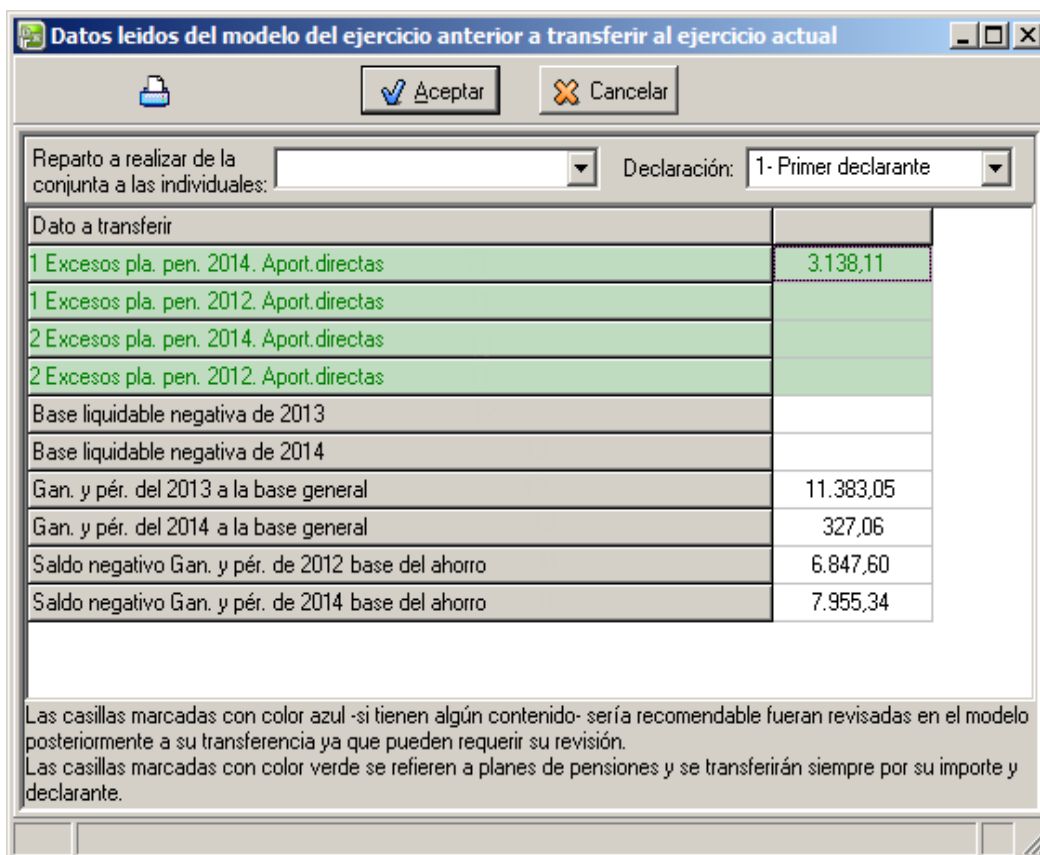 Datos leidos del modelo del ejercicio anterior a transferir al ejercicio actual
Aceptar Cancelar
Reparto a realizar de la
conjunta a las individuales: Declaración: 1- Primer declarante
Dato a transferir
1 Excesos pla. pen. 2014. Aport.directas 3.138,11
1 Excesos pla. pen. 2012. Aport.directas
2 Excesos pla. pen. 2014. Aport.directas
2 Excesos pla. pen. 2012. Aport.directas
Base liquidable negativa de 2013
Base liquidable negativa de 2014
Gan. y pér. del 2013 a la base general 11.383,05
Gan. y pér. del 2014 a la base general 327,06
Saldo negativo Gan. y pér. de 2012 base del ahorro 6.847,60
Saldo negativo Gan. y pér. de 2014 base del ahorro 7.955,34
Las casillas marcadas con color azul -si tienen algún contenido- sería recomendable fueran revisadas en el modelo
posteriormente a su transferencia ya que pueden requerir su revisión.
Las casillas marcadas con color verde se refieren a planes de pensiones y se transferirán siempre por su importe y
declarante.